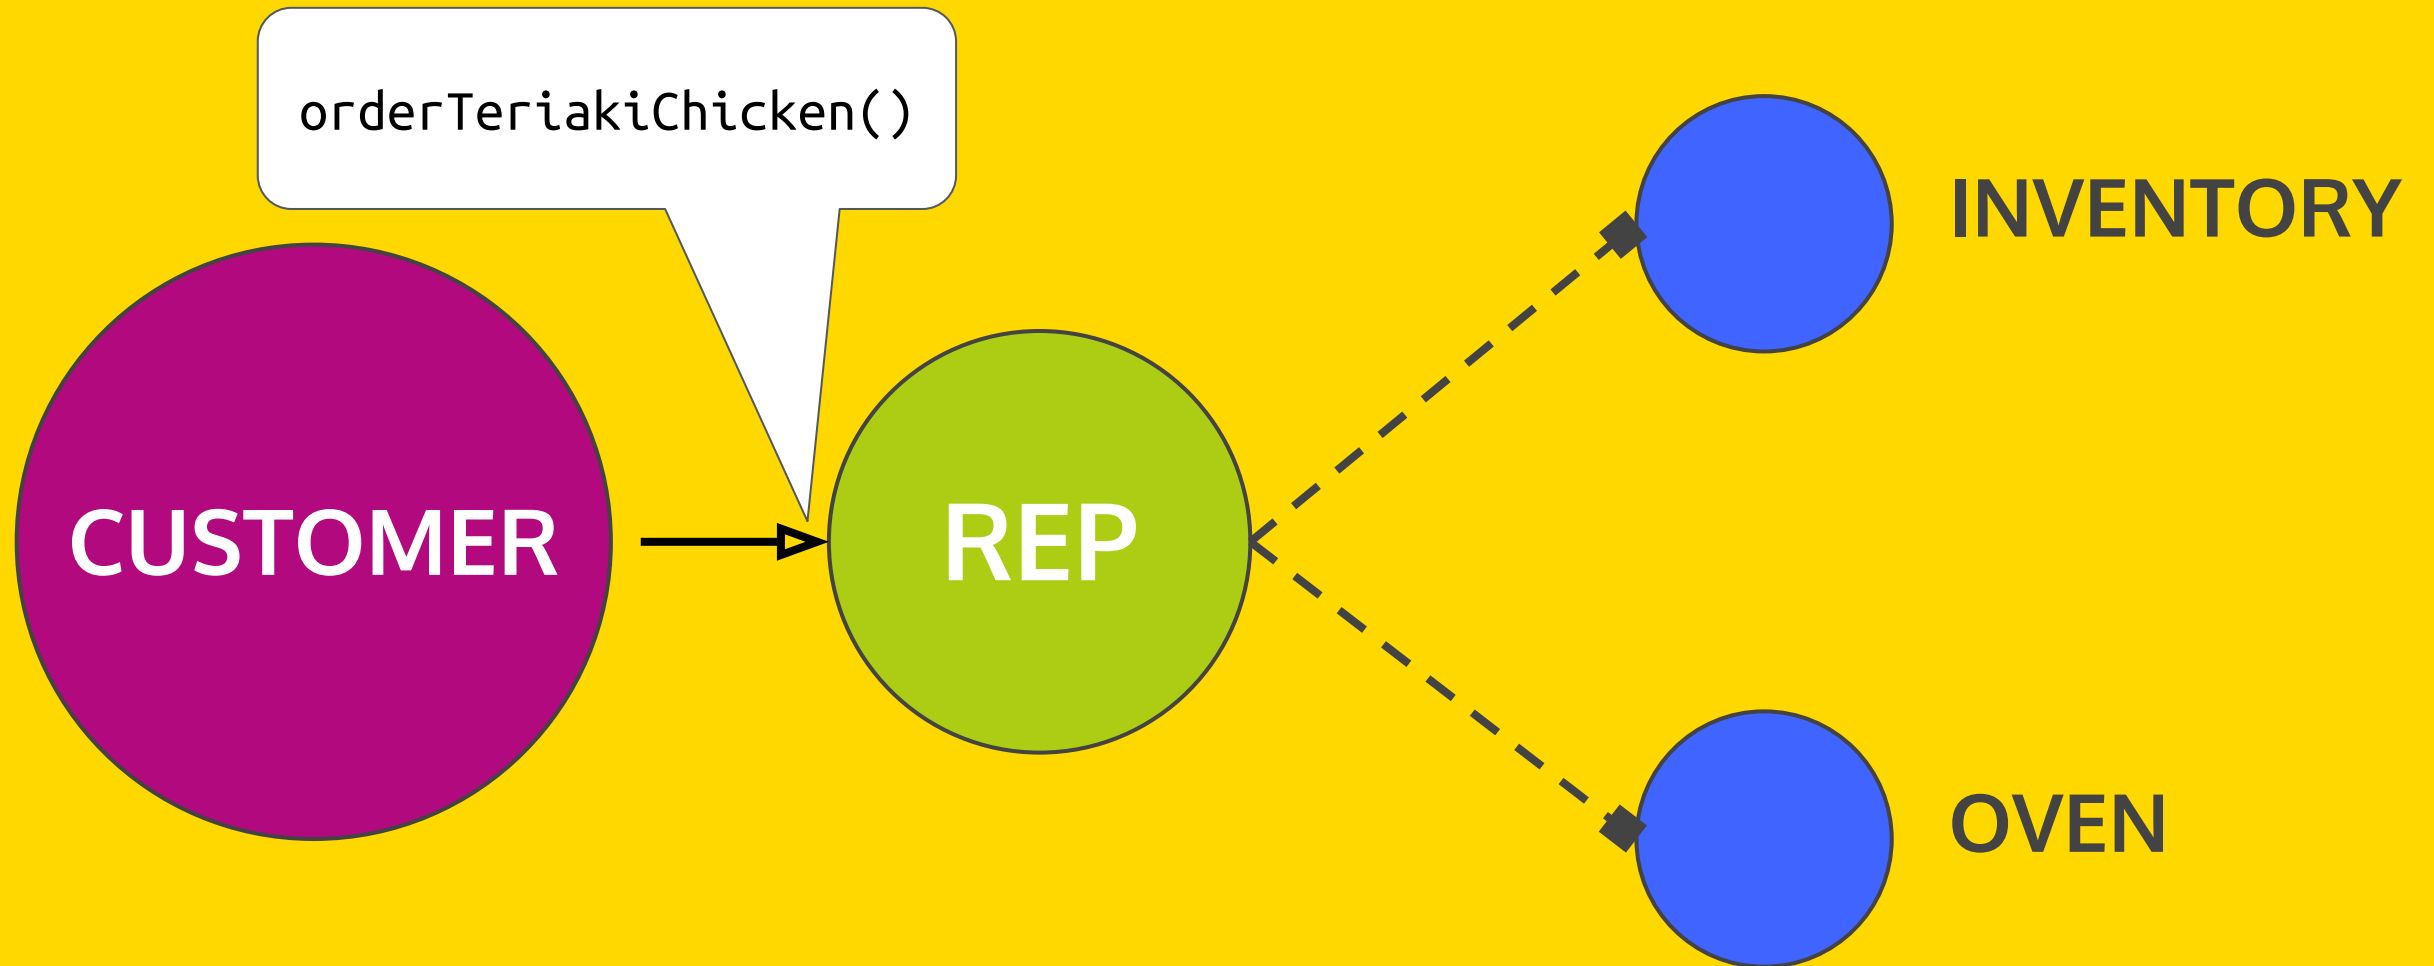 orderTeriakiChicken()
CUSTOMER
REP
INVENTORY
OVEN